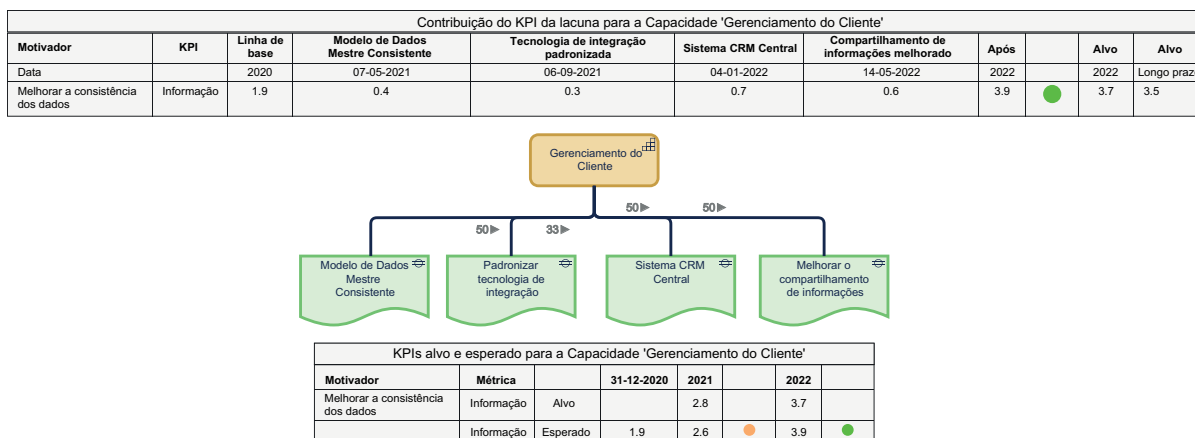 Contribuição do KPI da lacuna para a Capacidade 'Gerenciamento do Cliente'
Motivador KPI Linha de base Modelo de Dados Mestre Consistente Tecnologia de integração padronizada Sistema CRM Central Compartilhamento de informações melhorado Após Alvo Alvo
Data 2020 07-05-2021 06-09-2021 04-01-2022 14-05-2022 2022 2022 Longo prazo
Melhorar a consistência dos dados Informação 1.9 0.4 0.3 0.7 0.6 3.9 3.7 3.5
Gerenciamento do
Cliente
50 50
50 33
Modelo de Dados
Mestre
Consistente
Padronizar
tecnologia de
integração
Sistema CRM
Central
Melhorar o
compartilhamento
de informações
KPIs alvo e esperado para a Capacidade 'Gerenciamento do Cliente'
Motivador Métrica 31-12-2020 2021 2022
Melhorar a consistência dos dados Informação Alvo 2.8 3.7
Informação Esperado 1.9 2.6 3.9